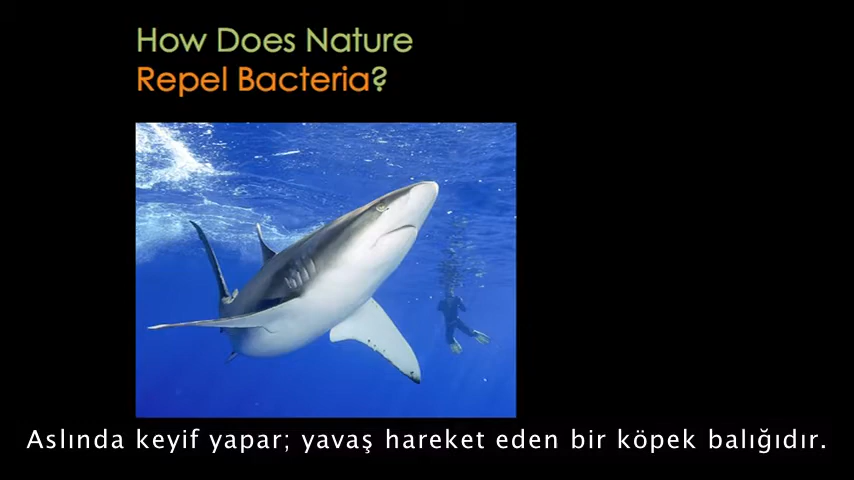 How Does Nature
Repel Bacteria?
Aslında keyif yapar; yavaş hareket eden bir köpek balığıdır.